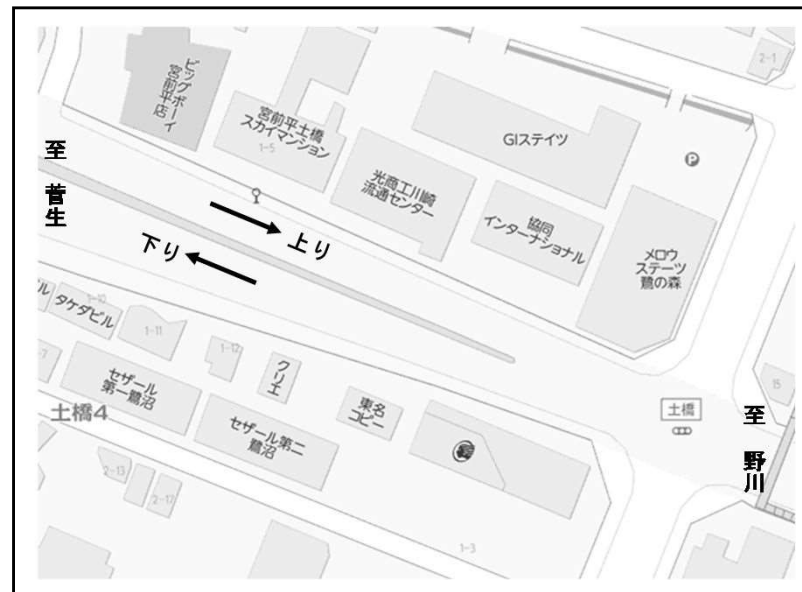 2-1
ビッグボーイ
宮前平店
宮前平土橋
スカイマンション
1-5
GIステイツ
P
光商工川崎
流通センター
協同
インターナショナル
メロウ
ステーツ
鷺の森
至 菅生
上り
下り
ル
1-10
タケダビル
1-11
1-12
クリエ
-7
セザール
第一鷺沼
東名
コピー
15
土橋
至 野川
土橋4
セザール第二
鷺沼
2-13
2-17
1-3